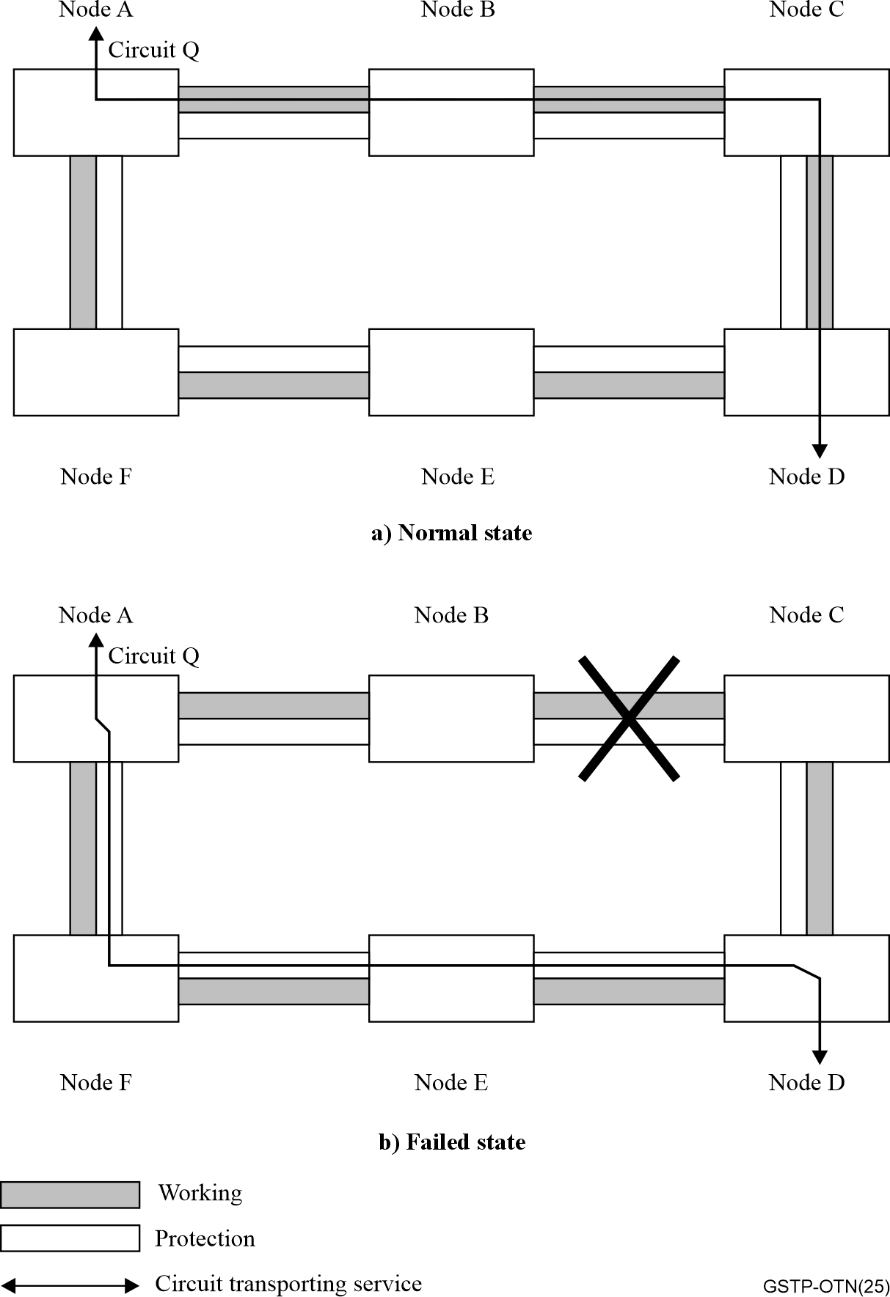 Node A
Node B
Node C
Circuit Q
Node F
Node E
Node D
a) Normal state
Node A
Node B
Node C
Circuit Q
Node F
Node E
Node D
b) Failed state
Working
Protection
Circuit transporting service
GSTP-OTN(25)